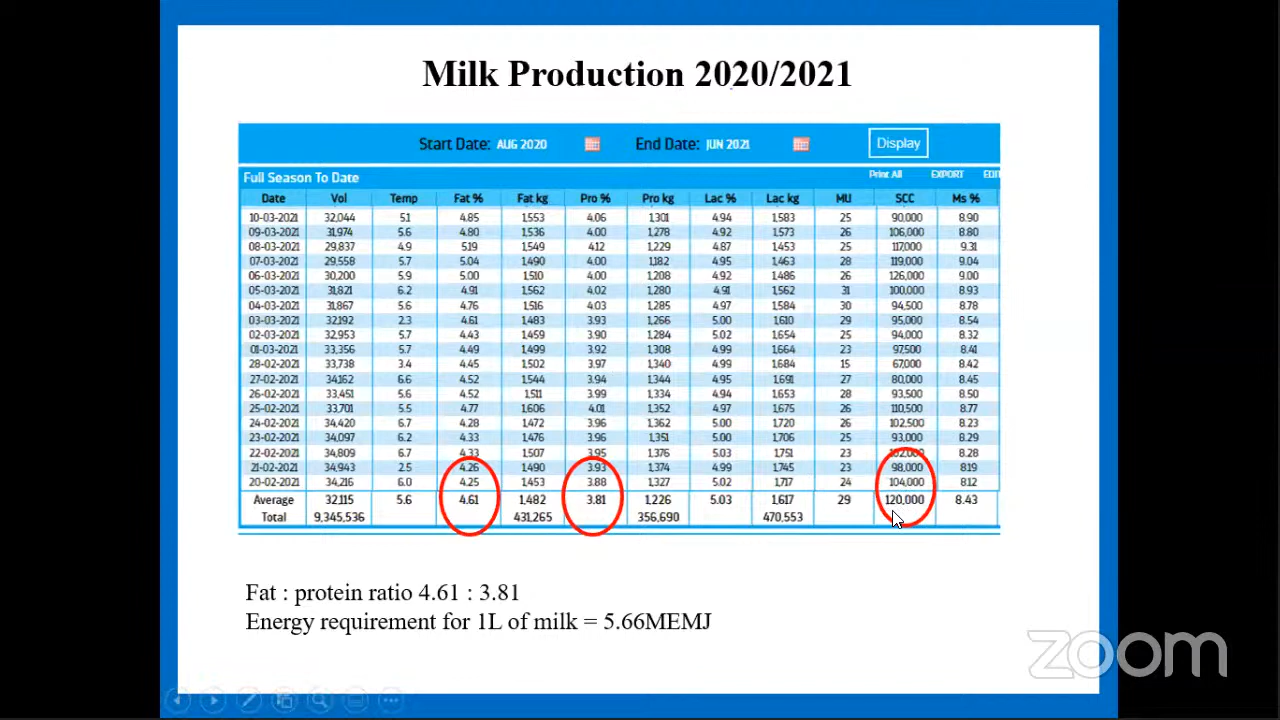 Milk Production 2020/2021
Start Date: AUG 2020 End Date: JUN 2021 Display
Print All EXPORT EDIT
Full Season To Date
Date Vol Temp Fat % Fat kg Pro % Pro kg Lac % Lac kg MU SCC Ms %
10-03-2021 32,044 5.1 4.85 1,553 4.06 1,301 4.94 1,583 25 90,000 8.90
09-03-2021 31,974 5.6 4.80 1,536 4.00 1,278 4.92 1,573 26 106,000 8.80
08-03-2021 29,837 4.9 5.19 1,549 4.12 1,229 4.87 1,453 25 117,000 9.31
07-03-2021 29,558 5.7 5.04 1,490 4.00 1,182 4.95 1,463 28 119,000 9.04
06-03-2021 30,200 5.9 5.00 1,510 4.00 1,208 4.92 1,486 26 126,000 9.00
05-03-2021 31,821 6.2 4.91 1,562 4.02 1,280 4.91 1,562 31 100,000 8.93
04-03-2021 31,867 5.6 4.76 1,516 4.03 1,285 4.97 1,584 30 94,500 8.78
03-03-2021 32,192 2.3 4.61 1,483 3.93 1,266 5.00 1,610 29 95,000 8.54
02-03-2021 32,953 5.7 4.43 1,459 3.90 1,284 5.02 1,654 25 94,000 8.32
01-03-2021 33,356 5.7 4.49 1,499 3.92 1,308 4.99 1,664 23 97,500 8.41
28-02-2021 33,738 3.4 4.45 1,502 3.97 1,340 4.99 1,684 15 67,000 8.42
27-02-2021 34,162 6.6 4.52 1,544 3.94 1,344 4.95 1,691 27 80,000 8.45
26-02-2021 33,451 5.6 4.52 1,511 3.99 1,334 4.94 1,653 28 93,500 8.50
25-02-2021 33,701 5.5 4.77 1,606 4.01 1,352 4.97 1,675 26 110,500 8.77
24-02-2021 34,420 6.7 4.28 1,472 3.96 1,362 5.00 1,720 26 102,500 8.23
23-02-2021 34,097 6.2 4.33 1,476 3.96 1,351 5.00 1,706 25 93,000 8.29
22-02-2021 34,809 6.7 4.33 1,507 3.95 1,376 5.03 1,751 23 102,000 8.28
21-02-2021 34,943 2.5 4.26 1,490 3.93 1,374 4.99 1,745 23 98,000 8.19
20-02-2021 34,216 6.0 4.25 1,453 3.88 1,327 5.02 1,717 24 104,000 8.12
Average 32,115 5.6 4.61 1,482 3.81 1,226 5.03 1,617 29 120,000 8.43
Total 9,345,536 431,265 356,690 470,553
Fat : protein ratio 4.61 : 3.81
Energy requirement for 1L of milk = 5.66MEMJ
zoom